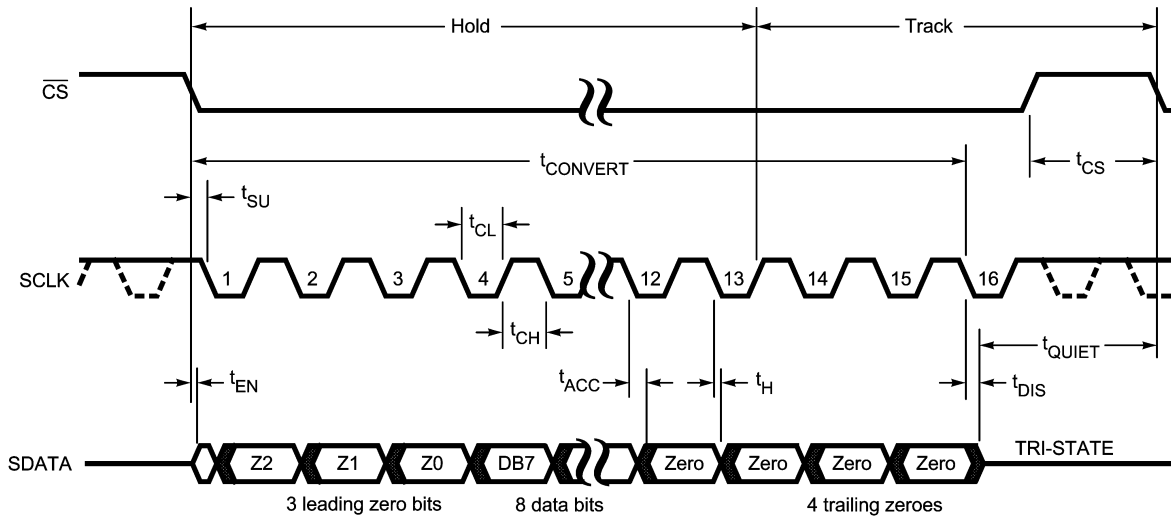 Hold Track
CS
tCONVERT tCS
tSU
tCL
SCLK 1 2 3 4 5 12 13 14 15 16
tCH
tQUIET
tEN tACC tH tDIS
SDATA Z2 Z1 Z0 DB7 Zero Zero Zero Zero TRI-STATE
3 leading zero bits 8 data bits 4 trailing zeroes